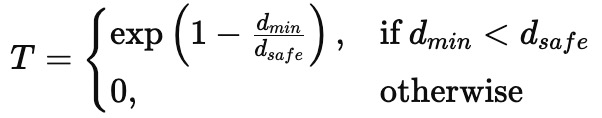 T = { exp(1 − d_min/d_safe), if d_min < d_safe
0, otherwise